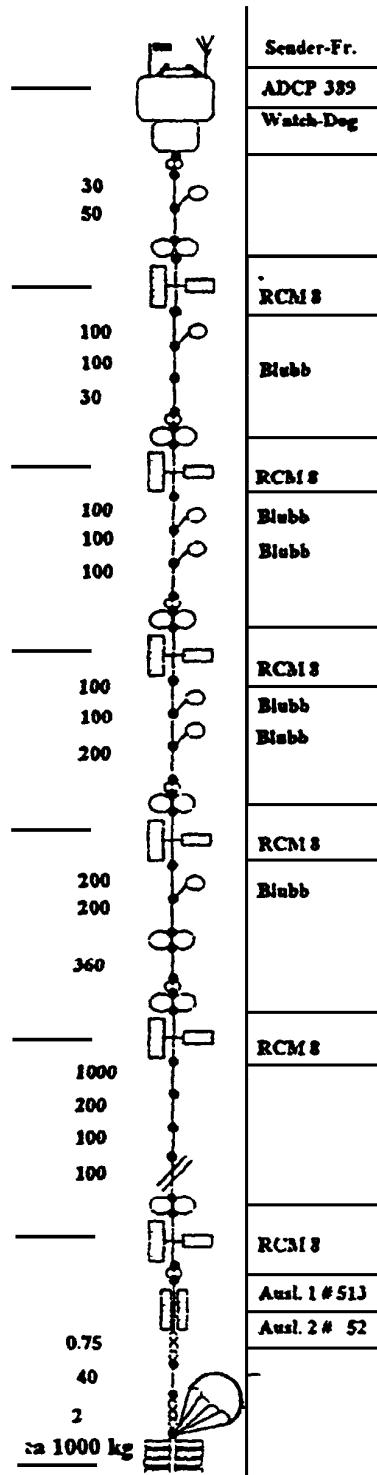 Sender-Fr.
ADCP 389
Watch-Dog
30
50
RCM 8
100
100
Blubb
30
RCM 8
100
Blubb
100
Blubb
100
RCM 8
100
Blubb
100
Blubb
200
RCM 8
200
Blubb
200
360
RCM 8
1000
200
100
100
RCM 8
Ausl. 1 # 513
Ausl. 2 # 52
0.75
40
2
ca 1000 kg